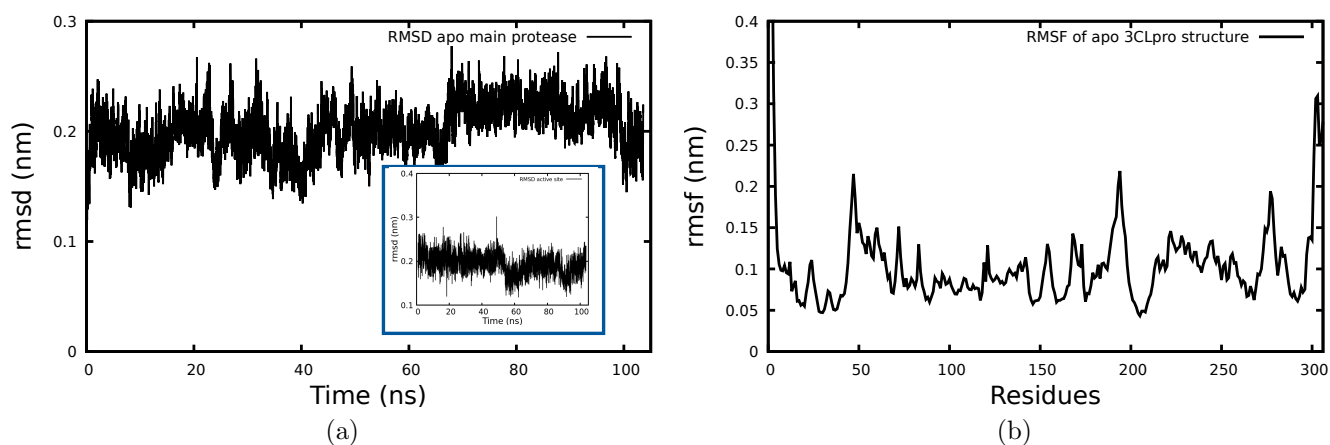 0.3
0.2
0.1
0
rmsd (nm)
RMSD apo main protease
0 20 40 60 80 100
Time (ns)
0.4
0.3
0.2
0.1
rmsd (nm)
RMSD active site
0 20 40 60 80 100
Time (ns)
(a)
0.4
0.35
0.3
0.25
0.2
0.15
0.1
0.05
0
rmsf (nm)
RMSF of apo 3CLpro structure
0 50 100 150 200 250 300
Residues
(b)